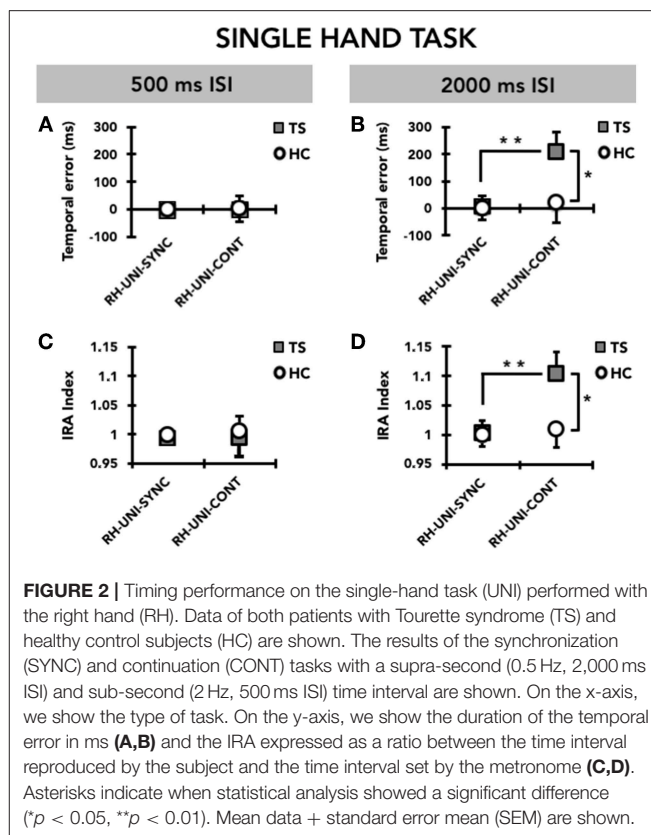 SINGLE HAND TASK
500 ms ISI
2000 ms ISI
A
Temporal error (ms)
300
200
100
0
-100
TS
HC
RH-UNI-SYNC
RH-UNI-CONT
B
Temporal error (ms)
300
200
100
0
-100
TS
HC
* *
*
RH-UNI-SYNC
RH-UNI-CONT
C
IRA Index
1.15
1.1
1.05
1
0.95
TS
HC
RH-UNI-SYNC
RH-UNI-CONT
D
IRA Index
1.15
1.1
1.05
1
0.95
TS
HC
* *
*
RH-UNI-SYNC
RH-UNI-CONT
FIGURE 2 | Timing performance on the single-hand task (UNI) performed with
the right hand (RH). Data of both patients with Tourette syndrome (TS) and
healthy control subjects (HC) are shown. The results of the synchronization
(SYNC) and continuation (CONT) tasks with a supra-second (0.5 Hz, 2,000 ms
ISI) and sub-second (2 Hz, 500 ms ISI) time interval are shown. On the x-axis,
we show the type of task. On the y-axis, we show the duration of the temporal
error in ms (A,B) and the IRA expressed as a ratio between the time interval
reproduced by the subject and the time interval set by the metronome (C,D).
Asterisks indicate when statistical analysis showed a significant difference
(*p < 0.05, **p < 0.01). Mean data + standard error mean (SEM) are shown.